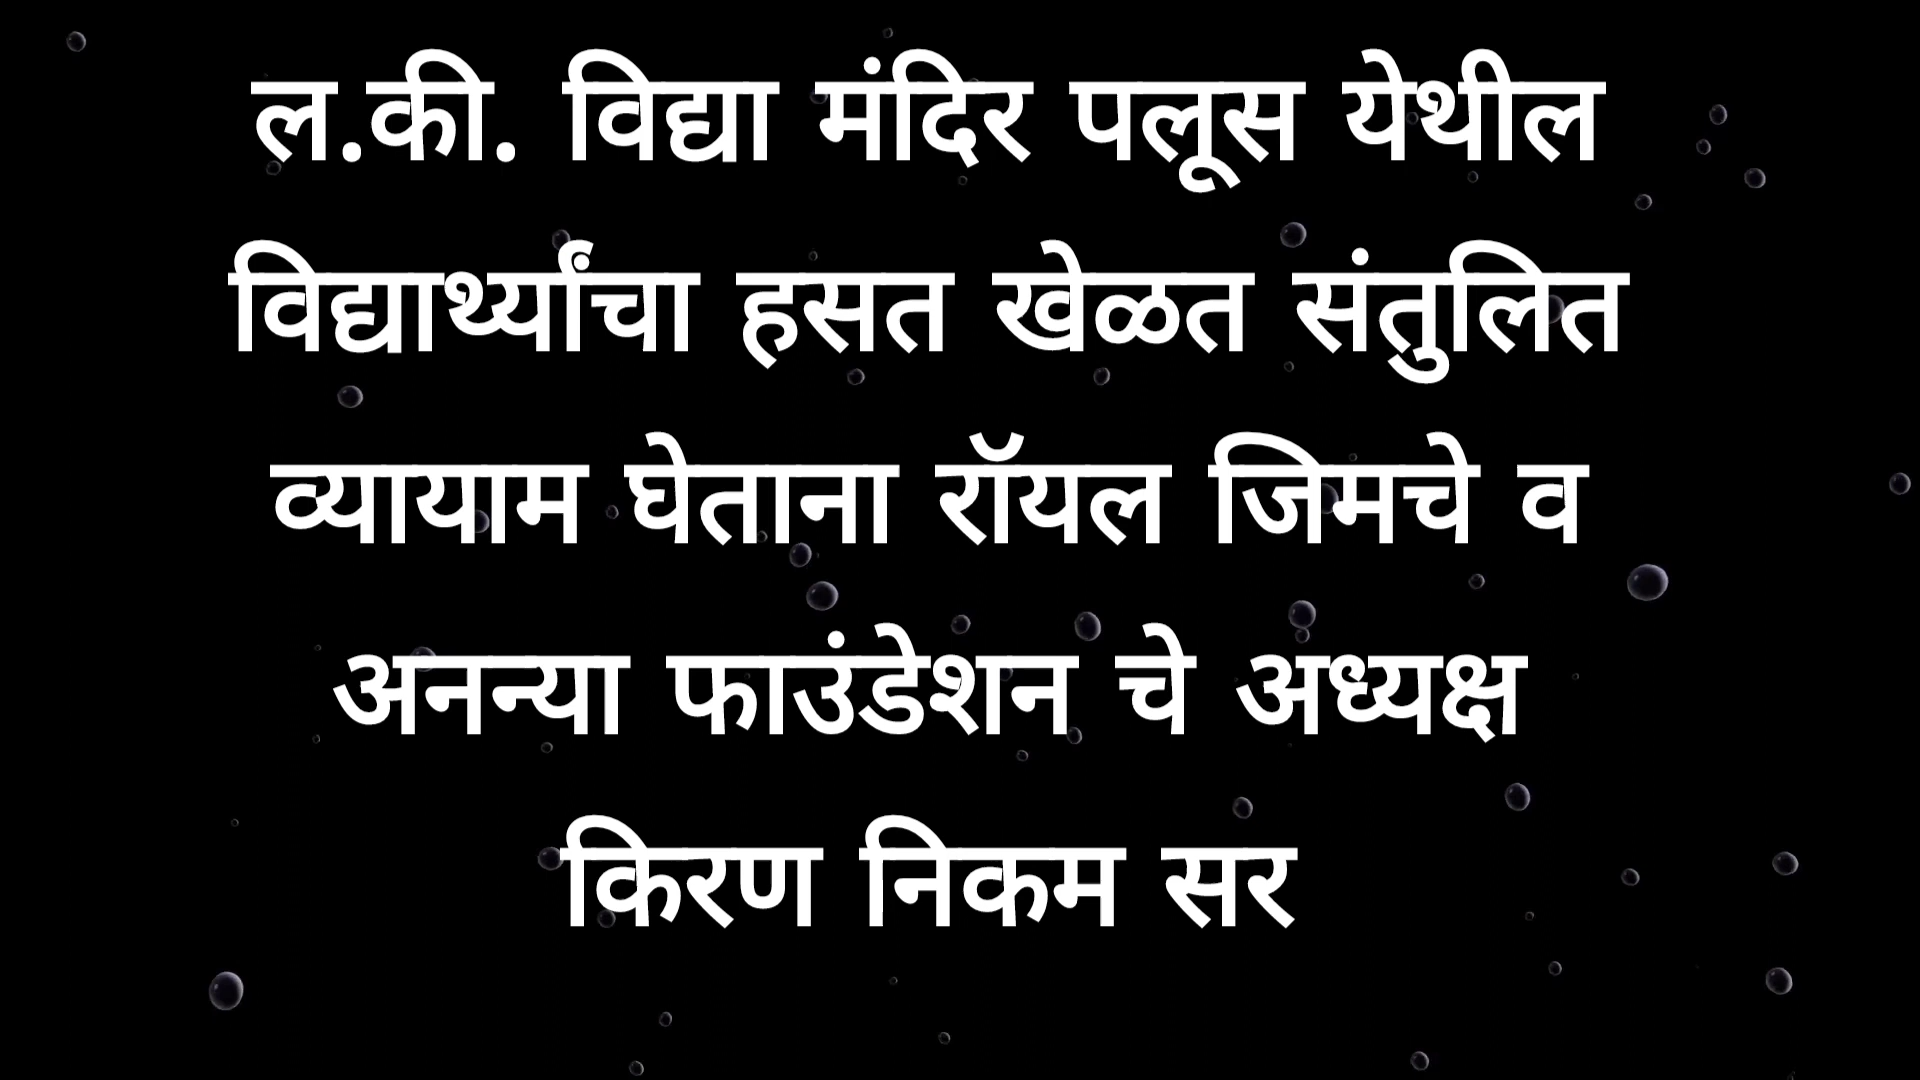 ल.की. विद्या मंदिर पलूस येथील
विद्यार्थ्यांचा हसत खेळत संतुलित
व्यायाम घेताना रॉयल जिमचे व
अनन्या फाउंडेशन चे अध्यक्ष
किरण निकम सर